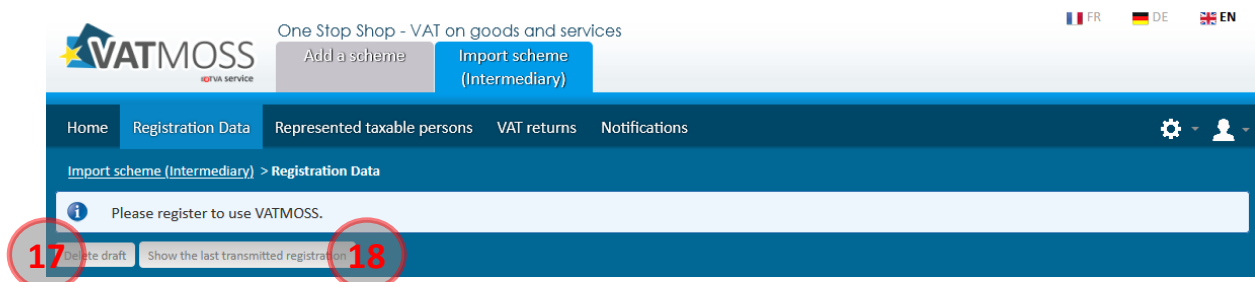 FR DE EN
One Stop Shop - VAT on goods and services
VATMOSS
eTVA service
Add a scheme
Import scheme
(Intermediary)
Home Registration Data Represented taxable persons VAT returns Notifications
Import scheme (Intermediary) > Registration Data
Please register to use VATMOSS.
17 Delete draft Show the last transmitted registration 18